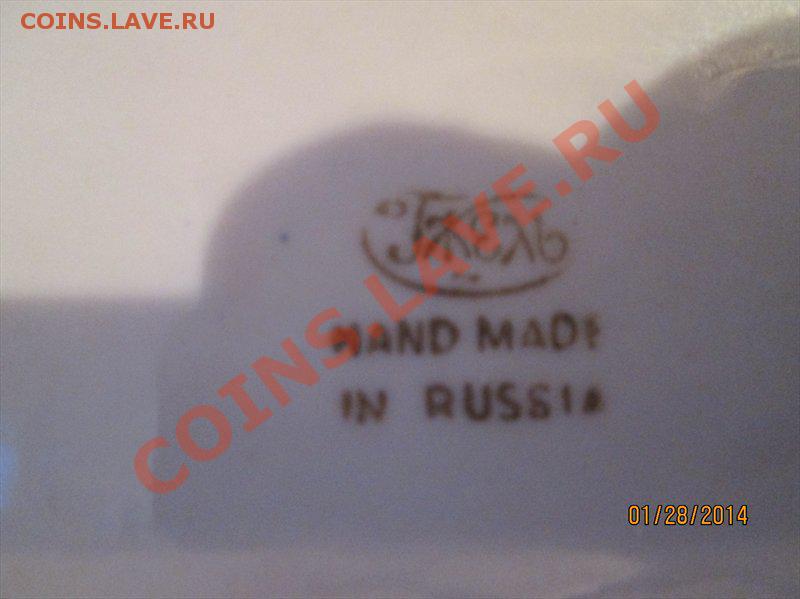 COINS.LAVE.RU
Гжель
HAND MADE
IN RUSSIA
COINS.LAVE.RU
01/28/2014